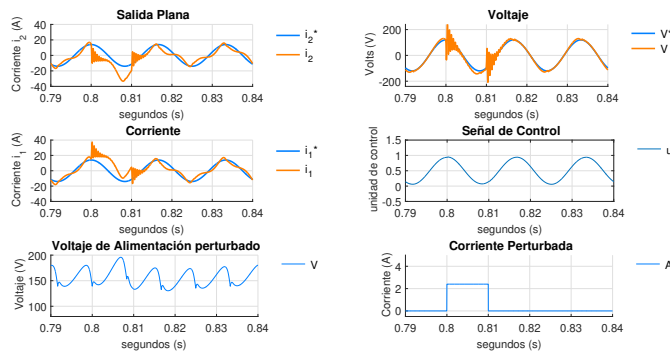 Salida Plana
Corriente i_2 (A)
40
20
0
-20
-40
0.79 0.8 0.81 0.82 0.83 0.84
segundos (s)
i_2*
i_2
Voltaje
Volts (V)
200
0
-200
0.79 0.8 0.81 0.82 0.83 0.84
segundos (s)
V*
V
Corriente
Corriente i_1 (A)
40
20
0
-20
-40
0.79 0.8 0.81 0.82 0.83 0.84
segundos (s)
i_1*
i_1
Señal de Control
unidad de control
1.5
1
0.5
0
0.5
0.79 0.8 0.81 0.82 0.83 0.84
segundos (s)
u
Voltaje de Alimentación perturbado
Voltaje (V)
200
150
100
0.79 0.8 0.81 0.82 0.83 0.84
segundos (s)
V
Corriente Perturbada
Corriente (A)
4
2
0
0.79 0.8 0.81 0.82 0.83 0.84
segundos (s)
A